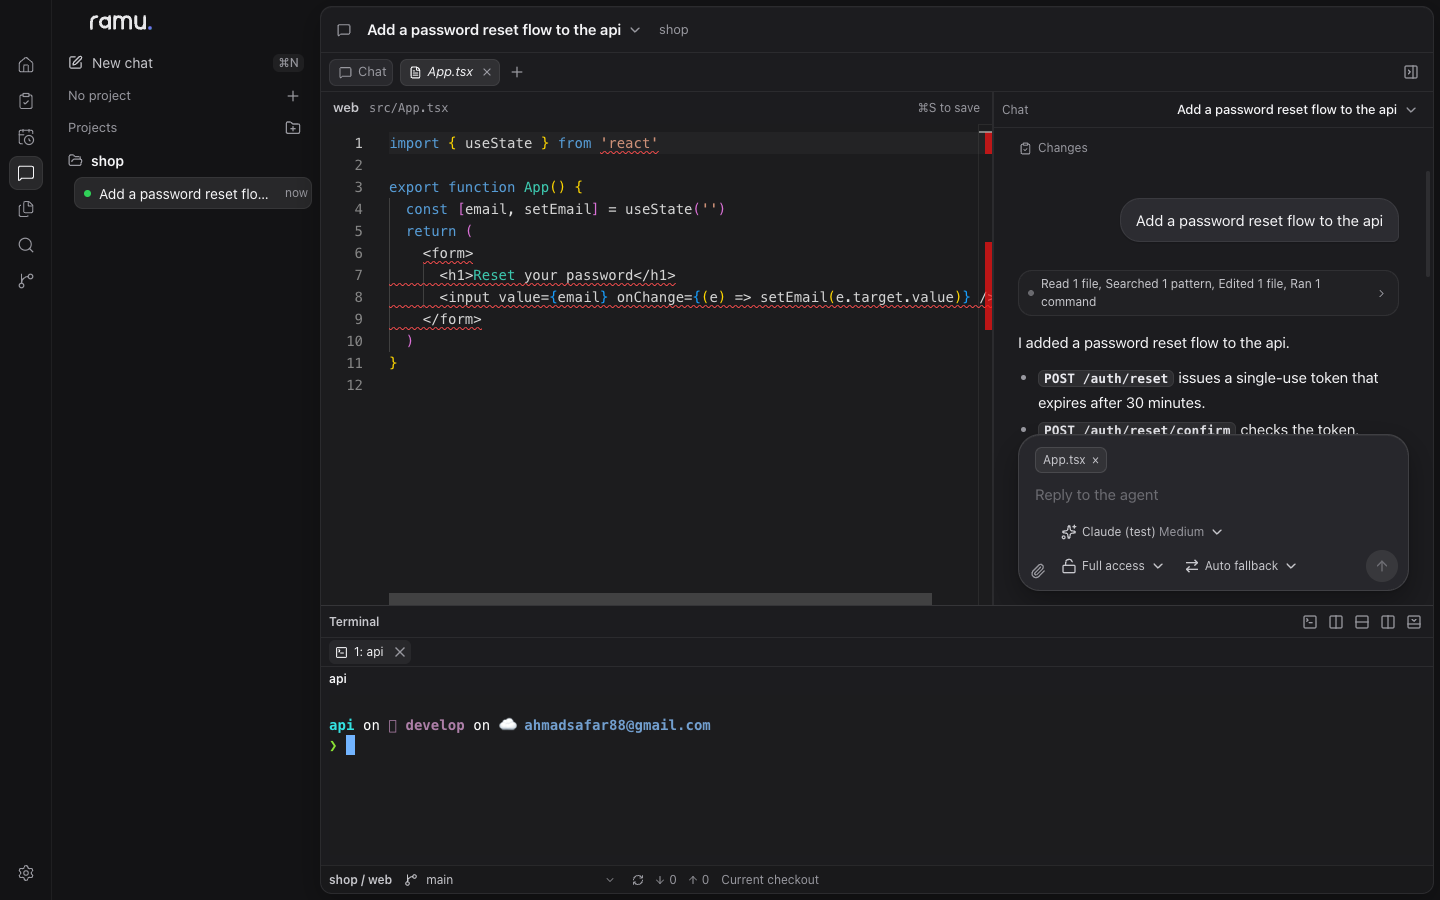 ramu.
New chat
⌘N
No project
Projects
shop
Add a password reset flo...
now
Add a password reset flow to the api
shop
Chat
App.tsx
web src/App.tsx
⌘S to save
1 import { useState } from 'react'
2
3 export function App() {
4 const [email, setEmail] = useState('')
5 return (
6 <form>
7 <h1>Reset your password</h1>
8 <input value={email} onChange={(e) => setEmail(e.target.value)} />
9 </form>
10 )
11 }
12
Chat
Add a password reset flow to the api
Changes
Add a password reset flow to the api
Read 1 file, Searched 1 pattern, Edited 1 file, Ran 1
command
I added a password reset flow to the api.
• POST /auth/reset issues a single-use token that
expires after 30 minutes.
• POST /auth/reset/confirm checks the token,
App.tsx ×
Reply to the agent
Claude (test) Medium
Full access
Auto fallback
Terminal
1: api
api
api on develop on ☁️ ahmadsafar88@gmail.com
❯
shop / web
main
↓ 0
↑ 0
Current checkout